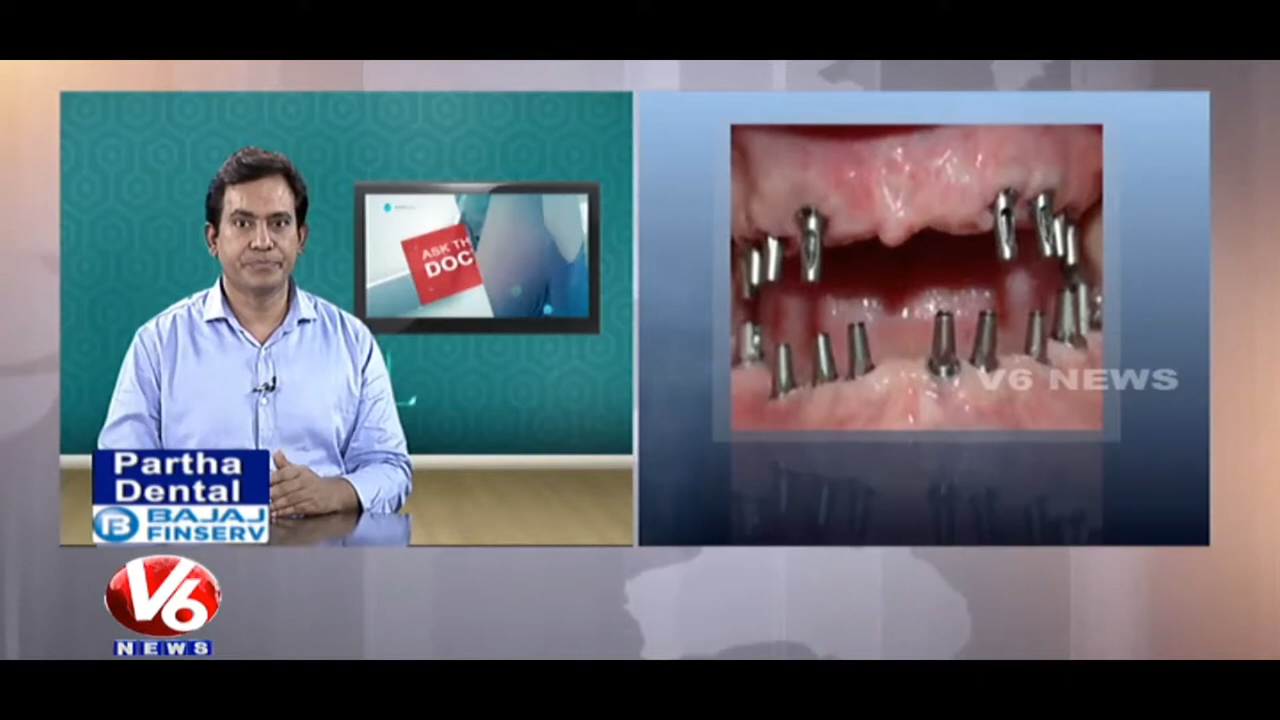 ASK TH
DOC
Partha
Dental
B BAJAJ
FINSERV
V6 NEWS
V6
NEWS